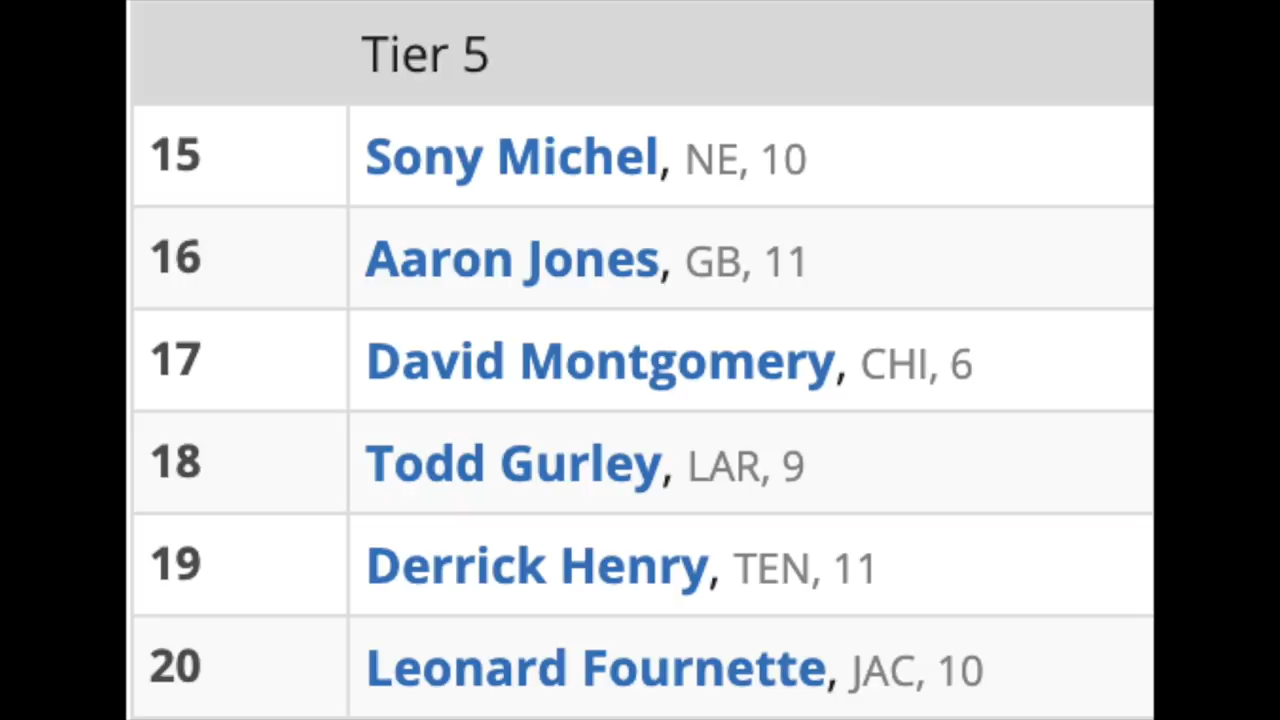 Tier 5
15 Sony Michel, NE, 10
16 Aaron Jones, GB, 11
17 David Montgomery, CHI, 6
18 Todd Gurley, LAR, 9
19 Derrick Henry, TEN, 11
20 Leonard Fournette, JAC, 10